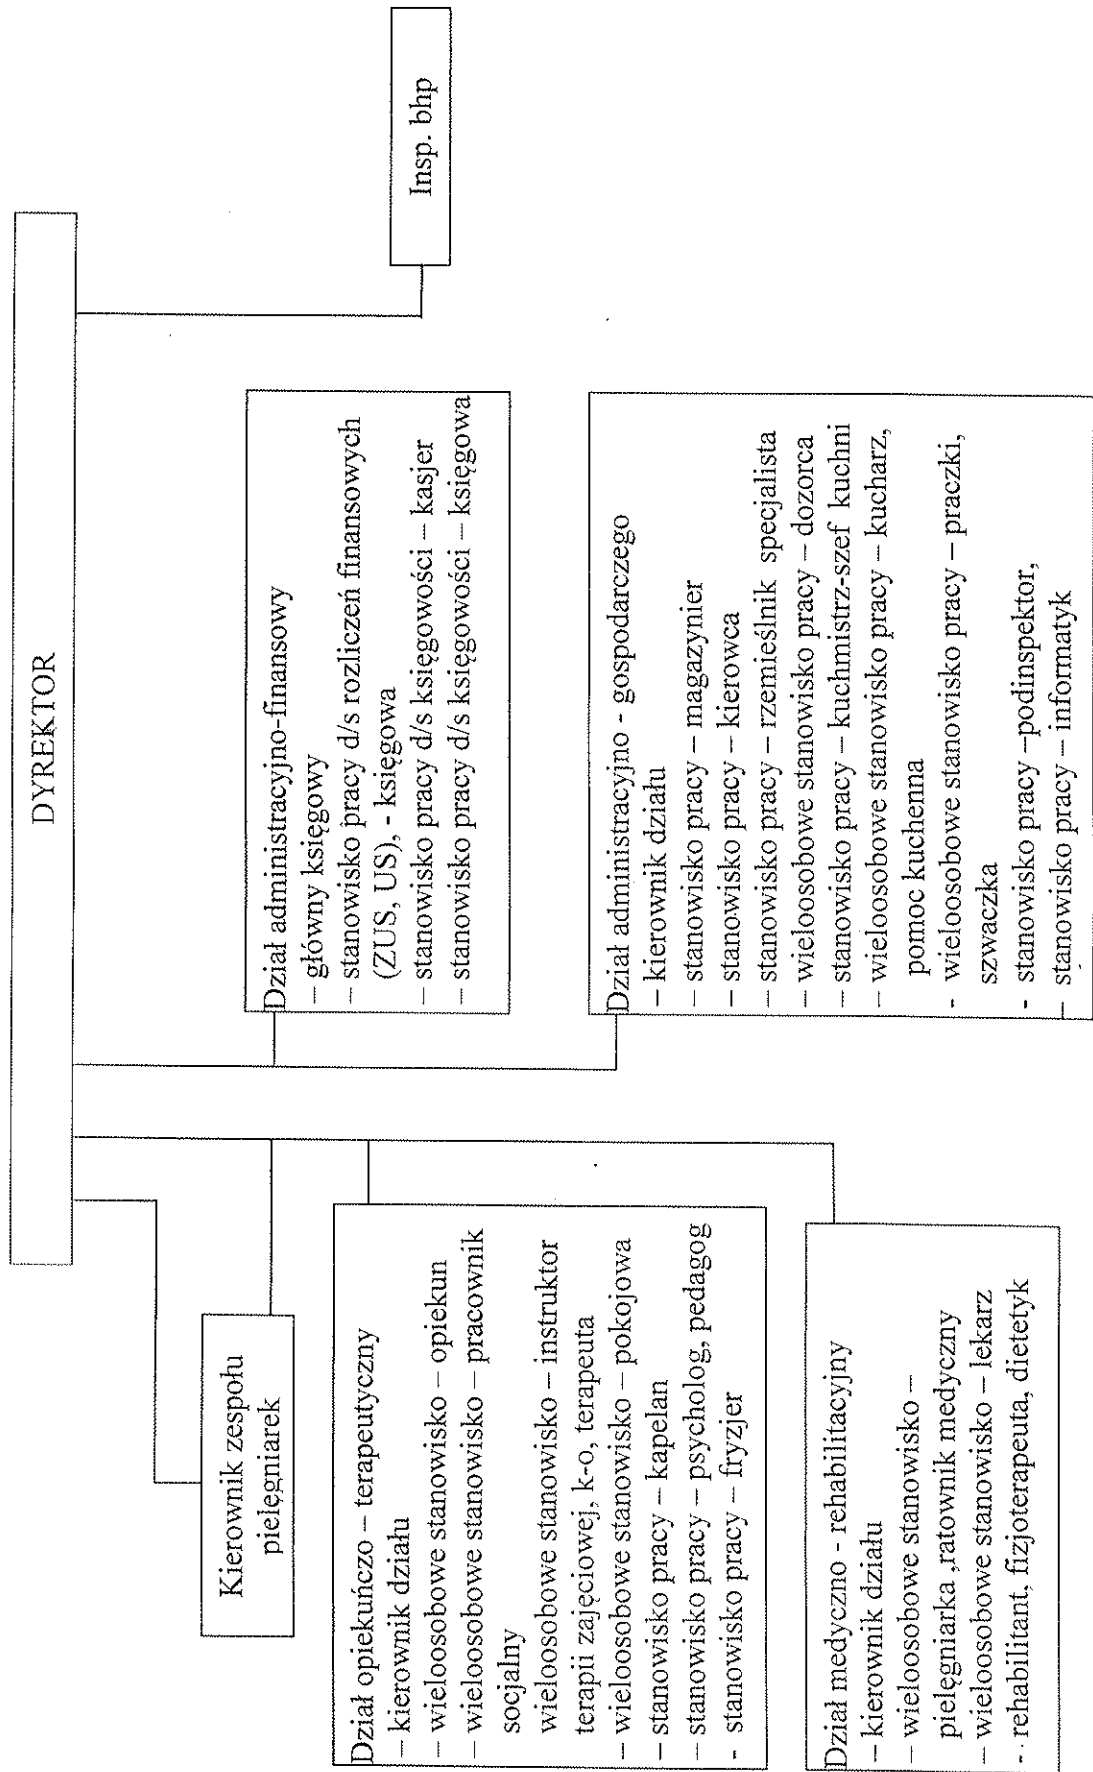 DYREKTOR
Kierownik zespołu
pielęgniarek
Insp. bhp
Dział opiekuńczo – terapeutyczny
– kierownik działu
– wieloosobowe stanowisko – opiekun
– wieloosobowe stanowisko – pracownik
socjalny
wieloosobowe stanowisko – instruktor
terapii zajęciowej, k-o, terapeuta
– wieloosobowe stanowisko – pokojowa
– stanowisko pracy – kapelan
– stanowisko pracy – psycholog, pedagog
- stanowisko pracy – fryzjer
Dział medyczno - rehabilitacyjny
– kierownik działu
– wieloosobowe stanowisko –
pielęgniarka ,ratownik medyczny
– wieloosobowe stanowisko – lekarz
- rehabilitant, fizjoterapeuta, dietetyk
Dział administracyjno-finansowy
– główny księgowy
– stanowisko pracy d/s rozliczeń finansowych
(ZUS, US), - księgowa
– stanowisko pracy d/s księgowości – kasjer
– stanowisko pracy d/s księgowości – księgowa
Dział administracyjno - gospodarczego
– kierownik działu
– stanowisko pracy – magazynier
– stanowisko pracy – kierowca
– stanowisko pracy – rzemieślnik specjalista
– wieloosobowe stanowisko pracy – dozorca
– stanowisko pracy – kuchmistrz-szef kuchni
– wieloosobowe stanowisko pracy – kucharz,
pomoc kuchenna
- wieloosobowe stanowisko pracy – praczki,
szwaczka
- stanowisko pracy –podinspektor,
– stanowisko pracy – informatyk